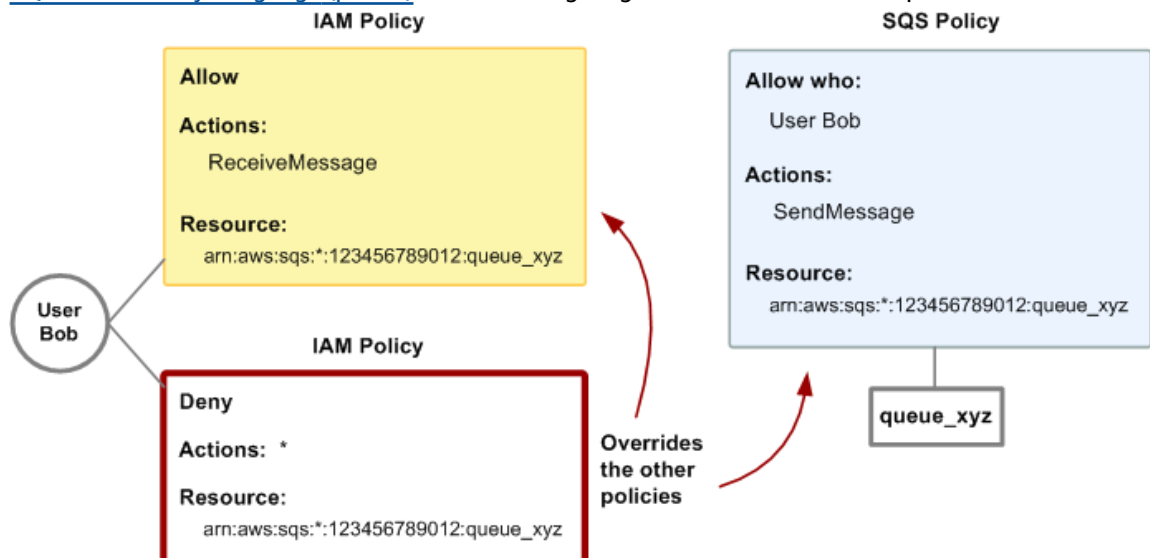 IAM Policy
SQS Policy
Allow
Actions:
ReceiveMessage
Resource:
arn:aws:sqs:*:123456789012:queue_xyz
Allow who:
User Bob
Actions:
SendMessage
Resource:
arn:aws:sqs:*:123456789012:queue_xyz
User
Bob
IAM Policy
Deny
Actions: *
Resource:
arn:aws:sqs:*:123456789012:queue_xyz
Overrides
the other
policies
queue_xyz